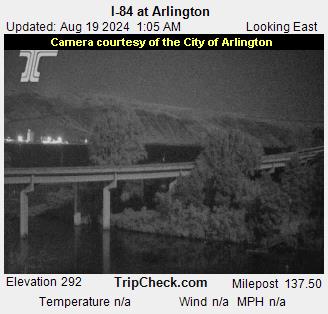 I-84 at Arlington
Updated: Aug 19 2024 1:05 AM Looking East
Camera courtesy of the City of Arlington
Elevation 292 TripCheck.com Milepost 137.50
Temperature n/a Wind n/a MPH n/a